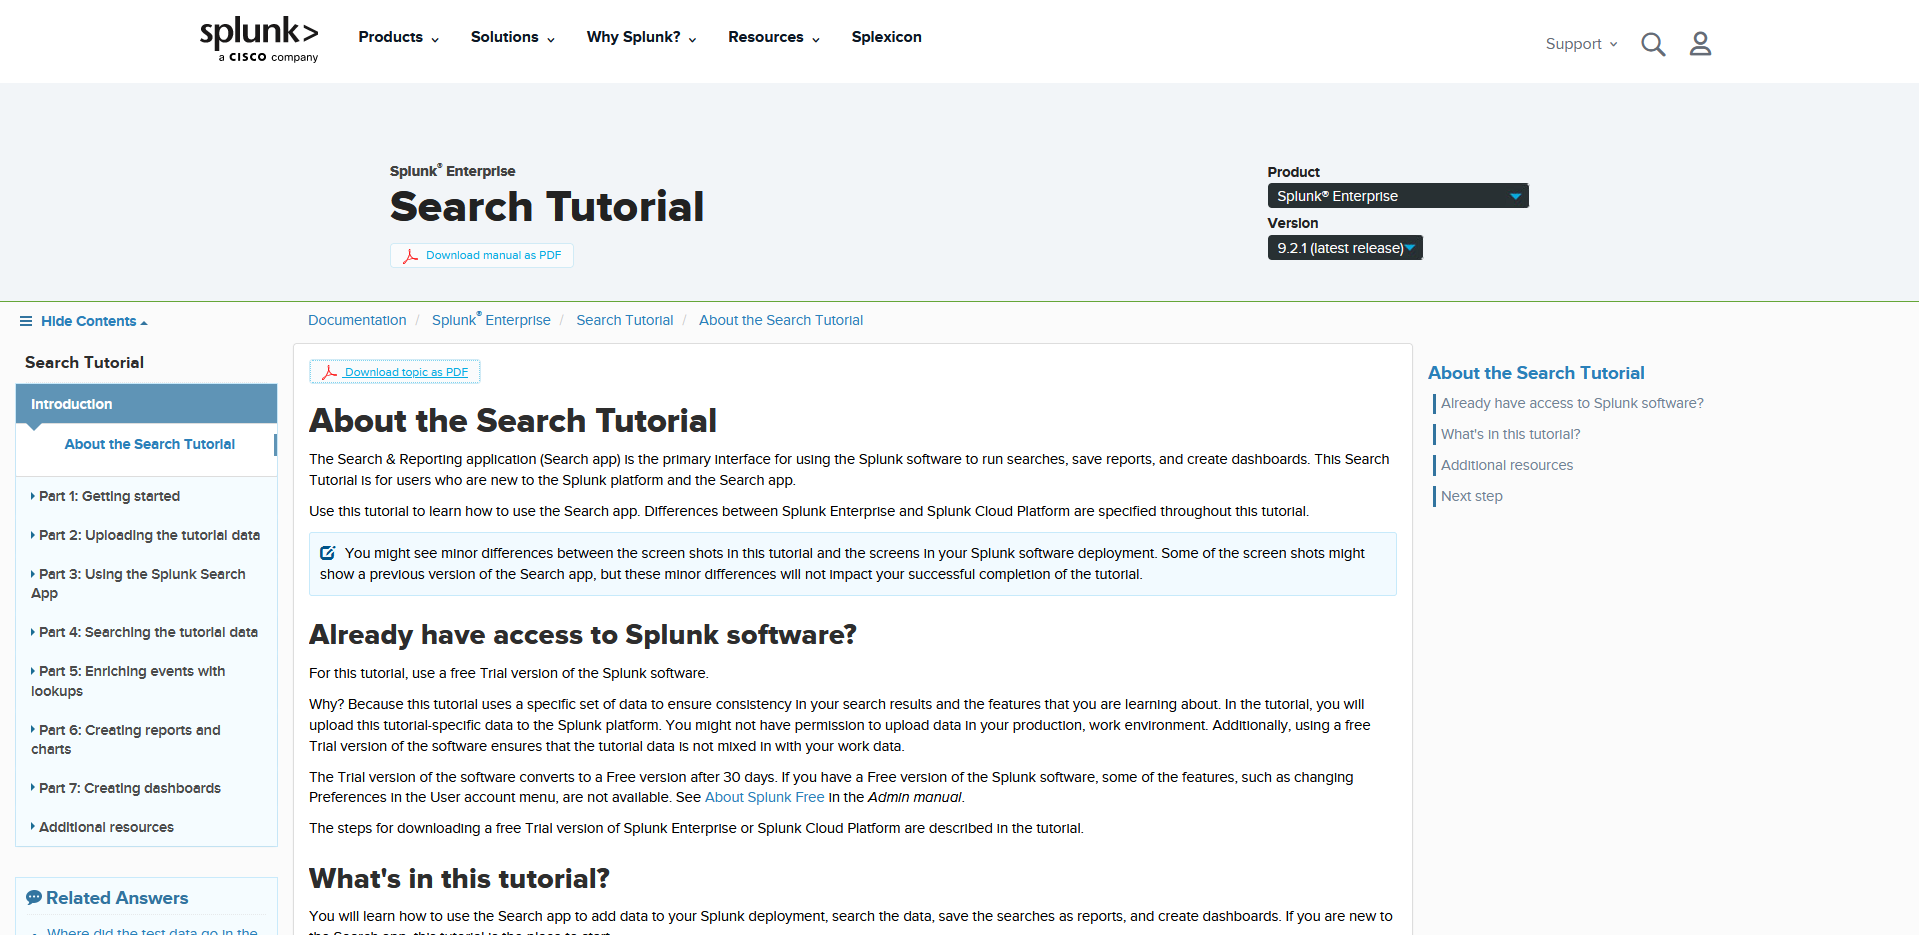 splunk>
a CISCO company
Products
Solutions
Why Splunk?
Resources
Splexicon
Support
Splunk® Enterprise
Search Tutorial
Download manual as PDF
Product
Splunk® Enterprise
Version
9.2.1 (latest release)
Hide Contents
Documentation / Splunk® Enterprise / Search Tutorial / About the Search Tutorial
Search Tutorial
Introduction
About the Search Tutorial
Part 1: Getting started
Part 2: Uploading the tutorial data
Part 3: Using the Splunk Search
App
Part 4: Searching the tutorial data
Part 5: Enriching events with
lookups
Part 6: Creating reports and
charts
Part 7: Creating dashboards
Additional resources
Related Answers
Where did the test data go in the
Download topic as PDF
About the Search Tutorial
The Search & Reporting application (Search app) is the primary interface for using the Splunk software to run searches, save reports, and create dashboards. This Search
Tutorial is for users who are new to the Splunk platform and the Search app.
Use this tutorial to learn how to use the Search app. Differences between Splunk Enterprise and Splunk Cloud Platform are specified throughout this tutorial.
You might see minor differences between the screen shots in this tutorial and the screens in your Splunk software deployment. Some of the screen shots might
show a previous version of the Search app, but these minor differences will not impact your successful completion of the tutorial.
Already have access to Splunk software?
For this tutorial, use a free Trial version of the Splunk software.
Why? Because this tutorial uses a specific set of data to ensure consistency in your search results and the features that you are learning about. In the tutorial, you will
upload this tutorial-specific data to the Splunk platform. You might not have permission to upload data in your production, work environment. Additionally, using a free
Trial version of the software ensures that the tutorial data is not mixed in with your work data.
The Trial version of the software converts to a Free version after 30 days. If you have a Free version of the Splunk software, some of the features, such as changing
Preferences in the User account menu, are not available. See About Splunk Free in the Admin manual.
The steps for downloading a free Trial version of Splunk Enterprise or Splunk Cloud Platform are described in the tutorial.
What's in this tutorial?
You will learn how to use the Search app to add data to your Splunk deployment, search the data, save the searches as reports, and create dashboards. If you are new to
the Search app, this tutorial is the place to start.
About the Search Tutorial
Already have access to Splunk software?
What's in this tutorial?
Additional resources
Next step